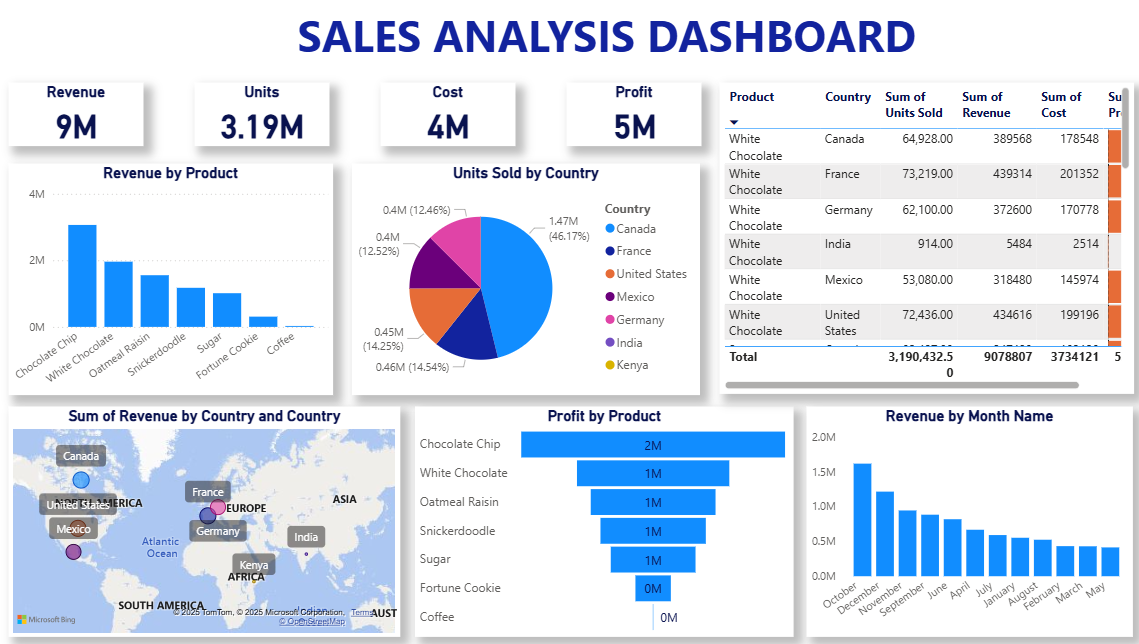 SALES ANALYSIS DASHBOARD
Revenue
9M
Units
3.19M
Cost
4M
Profit
5M
Product Country Sum of Units Sold Sum of Revenue Sum of Cost Su Pr
White Chocolate Canada 64,928.00 389568 178548
White Chocolate France 73,219.00 439314 201352
White Chocolate Germany 62,100.00 372600 170778
White Chocolate India 914.00 5484 2514
White Chocolate Mexico 53,080.00 318480 145974
White Chocolate United States 72,436.00 434616 199196
Total 3,190,432.50 9078807 3734121 5
Revenue by Product
4M
2M
0M
Chocolate Chip
White Chocolate
Oatmeal Raisin
Snickerdoodle
Sugar
Fortune Cookie
Coffee
Units Sold by Country
0.4M (12.46%)
0.4M
(12.52%)
0.45M
(14.25%)
0.46M (14.54%)
1.47M
(46.17%)
Country
Canada
France
United States
Mexico
Germany
India
Kenya
Sum of Revenue by Country and Country
Canada
NORTH AMERICA
United States
Mexico
Atlantic
Ocean
France
EUROPE
Germany
ASIA
India
Kenya
AFRICA
SOUTH AMERICA
Indian
AUST
Microsoft Bing
© 2025 TomTom, © 2025 Microsoft Corporation, Terms
© OpenStreetMap
Profit by Product
Chocolate Chip 2M
White Chocolate 1M
Oatmeal Raisin 1M
Snickerdoodle 1M
Sugar 1M
Fortune Cookie 0M
Coffee 0M
Revenue by Month Name
2.0M
1.5M
1.0M
0.5M
0.0M
October
December
November
September
June
April
July
January
August
February
March
May